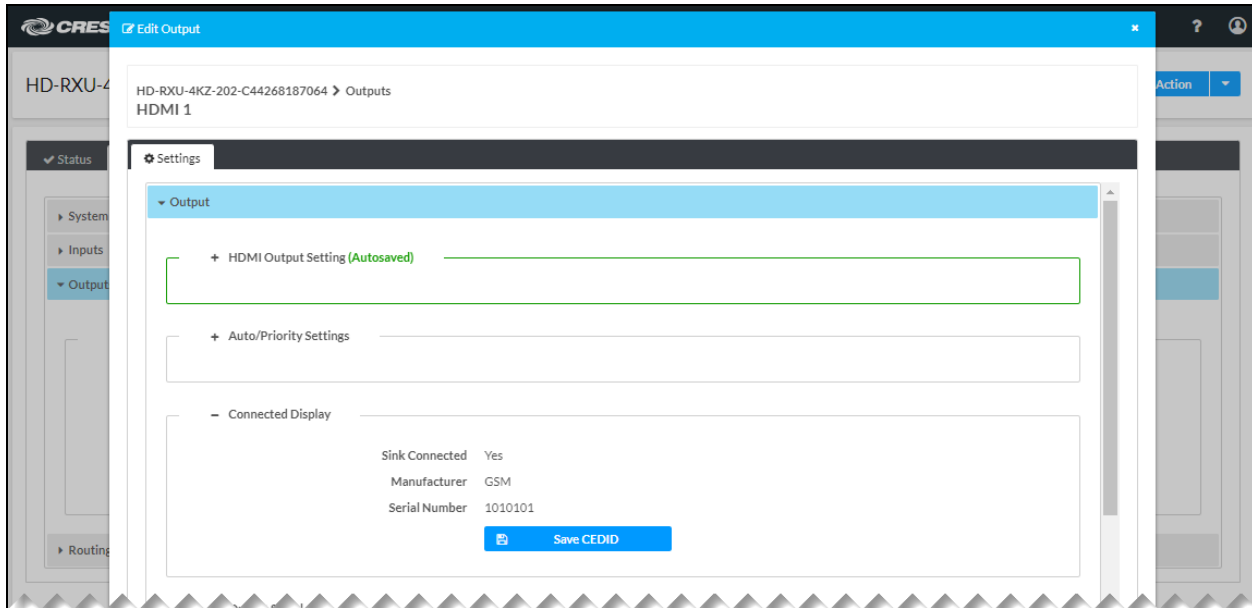 CRES
Edit Output
?
HD-RXU-4
Action
HD-RXU-4KZ-202-C44268187064 > Outputs
HDMI 1
Status
Settings
Output
System
Inputs
Output
HDMI Output Setting (Autosaved)
Auto/Priority Settings
Connected Display
Sink Connected Yes
Manufacturer GSM
Serial Number 1010101
Save CEDID
Routing